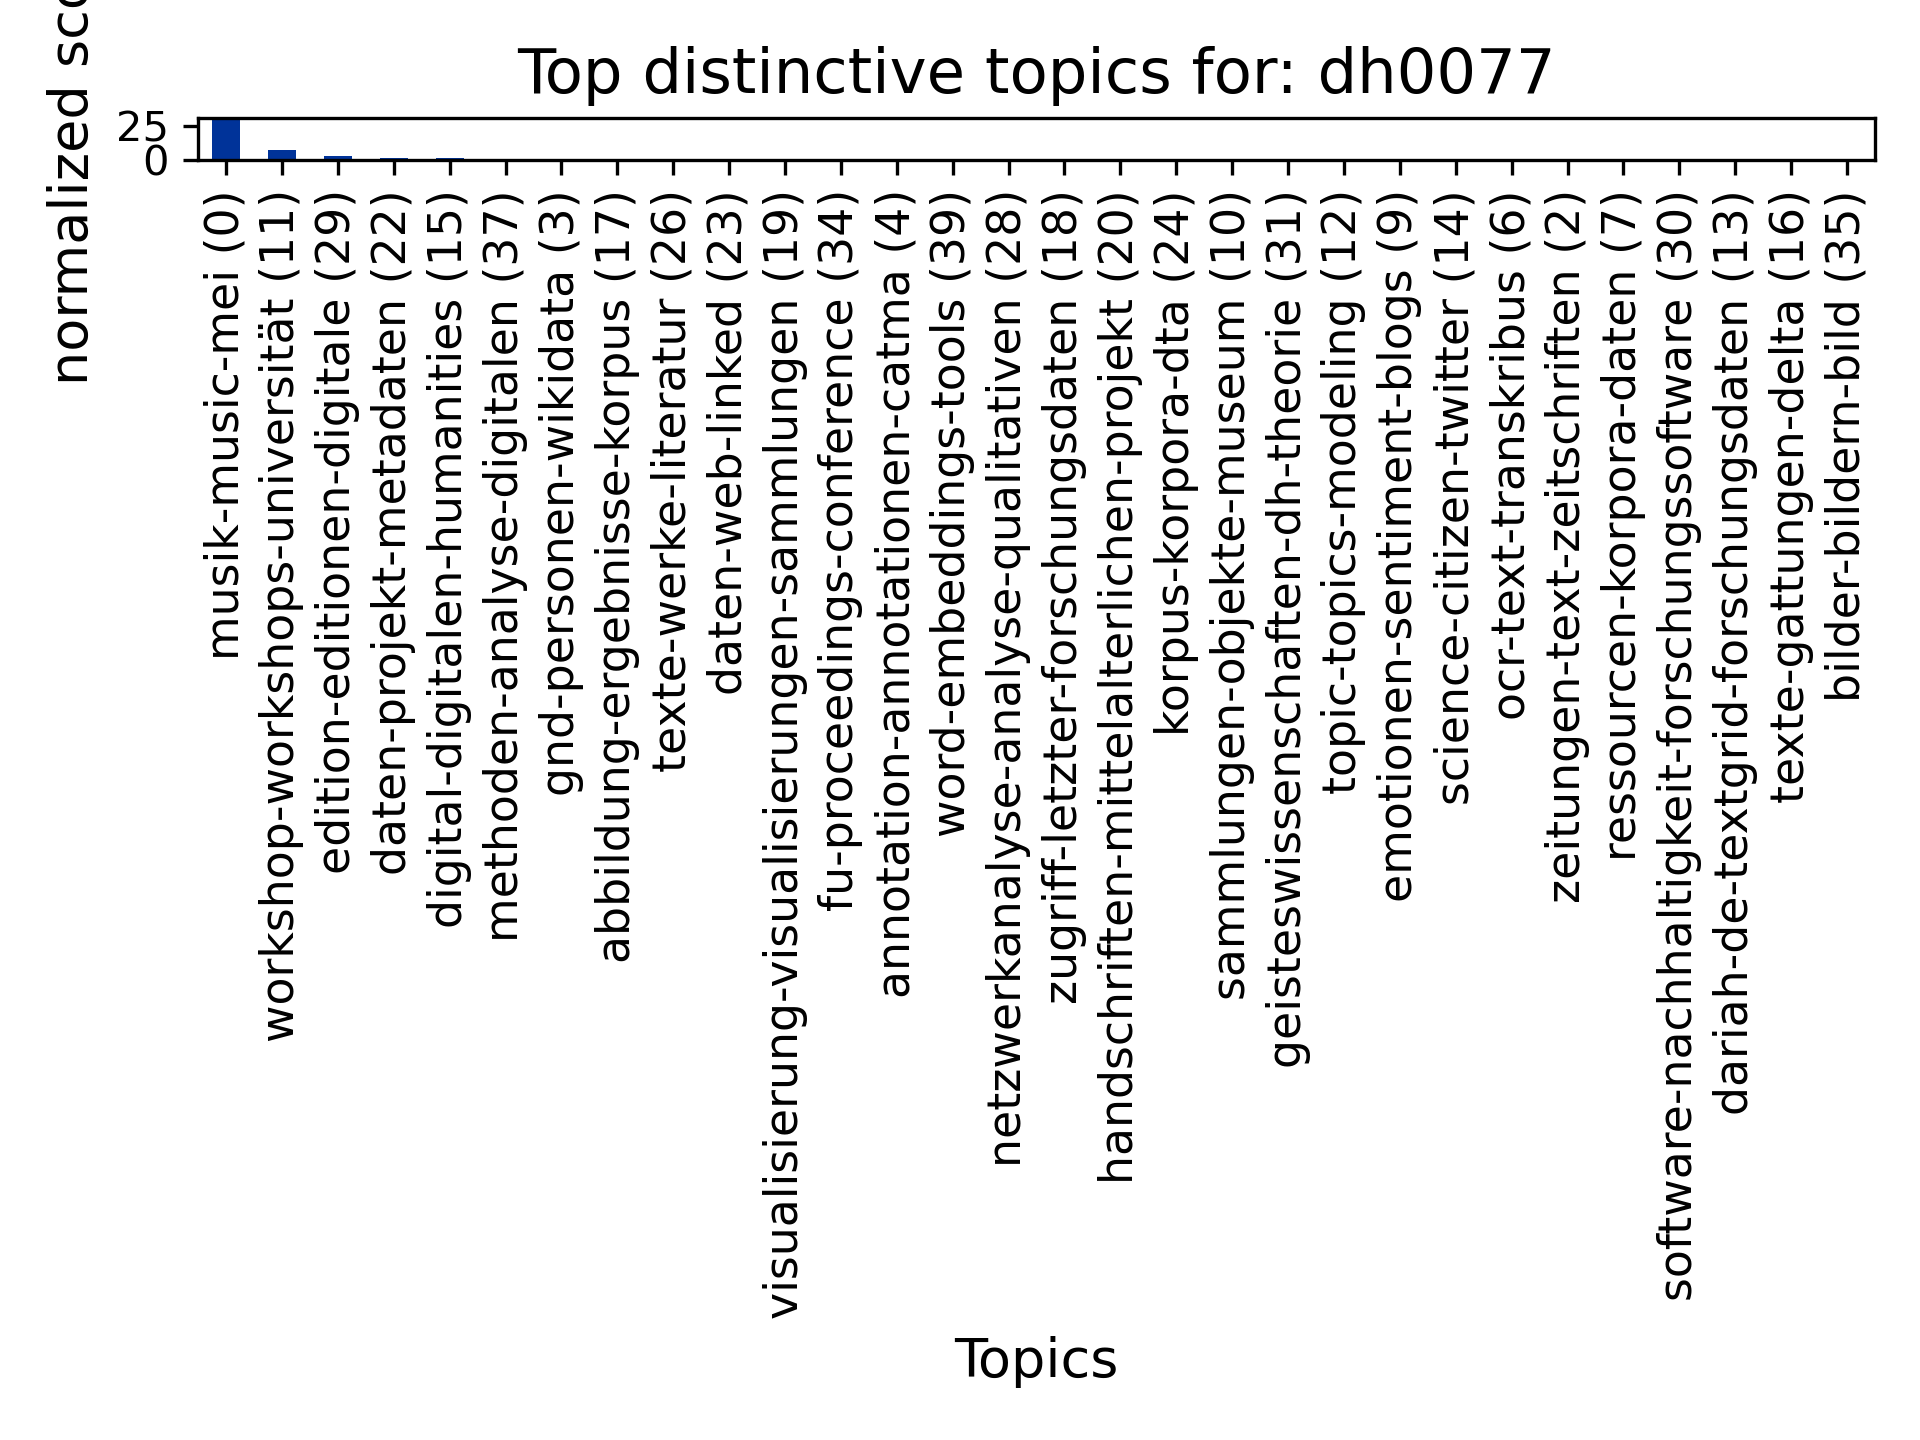 Top distinctive topics for: dh0077
normalized sco
25
0
musik-music-mei (0)
workshop-workshops-universität (11)
edition-editionen-digitale (29)
daten-projekt-metadaten (22)
digital-digitalen-humanities (15)
methoden-analyse-digitalen (37)
gnd-personen-wikidata (3)
abbildung-ergebnisse-korpus (17)
texte-werke-literatur (26)
daten-web-linked (23)
visualisierung-visualisierungen-sammlungen (19)
fu-proceedings-conference (34)
annotation-annotationen-catma (4)
word-embeddings-tools (39)
netzwerkanalyse-analyse-qualitativen (28)
zugriff-letzter-forschungsdaten (18)
handschriften-mittelalterlichen-projekt (20)
korpus-korpora-dta (24)
sammlungen-objekte-museum (10)
geisteswissenschaften-dh-theorie (31)
topic-topics-modeling (12)
emotionen-sentiment-blogs (9)
science-citizen-twitter (14)
ocr-text-transkribus (6)
zeitungen-text-zeitschriften (2)
ressourcen-korpora-daten (7)
software-nachhaltigkeit-forschungssoftware (30)
dariah-de-textgrid-forschungsdaten (13)
texte-gattungen-delta (16)
bilder-bildern-bild (35)
Topics